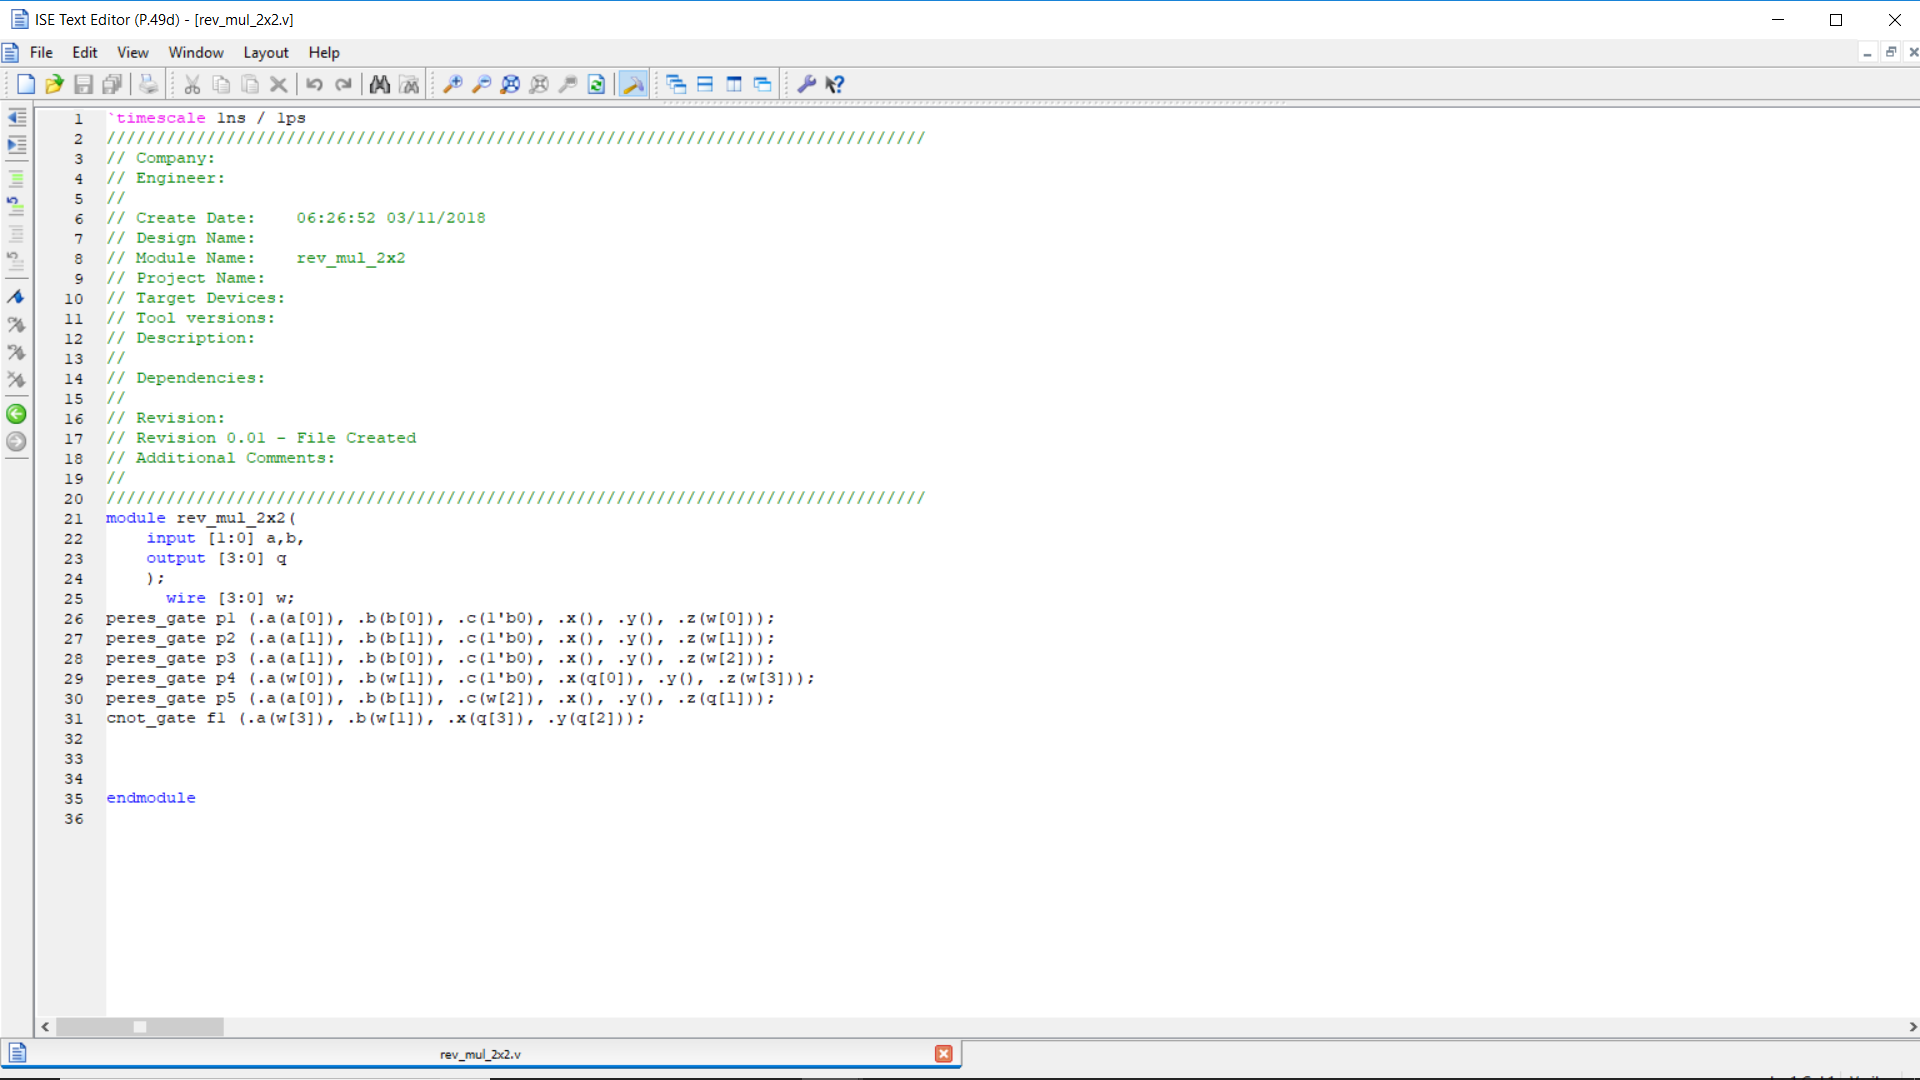 ISE Text Editor (P.49d) - [rev_mul_2x2.v]
File Edit View Window Layout Help
1 `timescale 1ns / 1ps
2 //////////////////////////////////////////////////////////////////////////////////
3 // Company:
4 // Engineer:
5 //
6 // Create Date:    06:26:52 03/11/2018
7 // Design Name:
8 // Module Name:    rev_mul_2x2
9 // Project Name:
10 // Target Devices:
11 // Tool versions:
12 // Description:
13 //
14 // Dependencies:
15 //
16 // Revision:
17 // Revision 0.01 - File Created
18 // Additional Comments:
19 //
20 //////////////////////////////////////////////////////////////////////////////////
21 module rev_mul_2x2(
22     input [1:0] a,b,
23     output [3:0] q
24     );
25       wire [3:0] w;
26 peres_gate p1 (.a(a[0]), .b(b[0]), .c(1'b0), .x(), .y(), .z(w[0]));
27 peres_gate p2 (.a(a[1]), .b(b[1]), .c(1'b0), .x(), .y(), .z(w[1]));
28 peres_gate p3 (.a(a[1]), .b(b[0]), .c(1'b0), .x(), .y(), .z(w[2]));
29 peres_gate p4 (.a(w[0]), .b(w[1]), .c(1'b0), .x(q[0]), .y(), .z(w[3]));
30 peres_gate p5 (.a(a[0]), .b(b[1]), .c(w[2]), .x(), .y(), .z(q[1]));
31 cnot_gate f1 (.a(w[3]), .b(w[1]), .x(q[3]), .y(q[2]));
32
33
34
35 endmodule
36
rev_mul_2x2.v